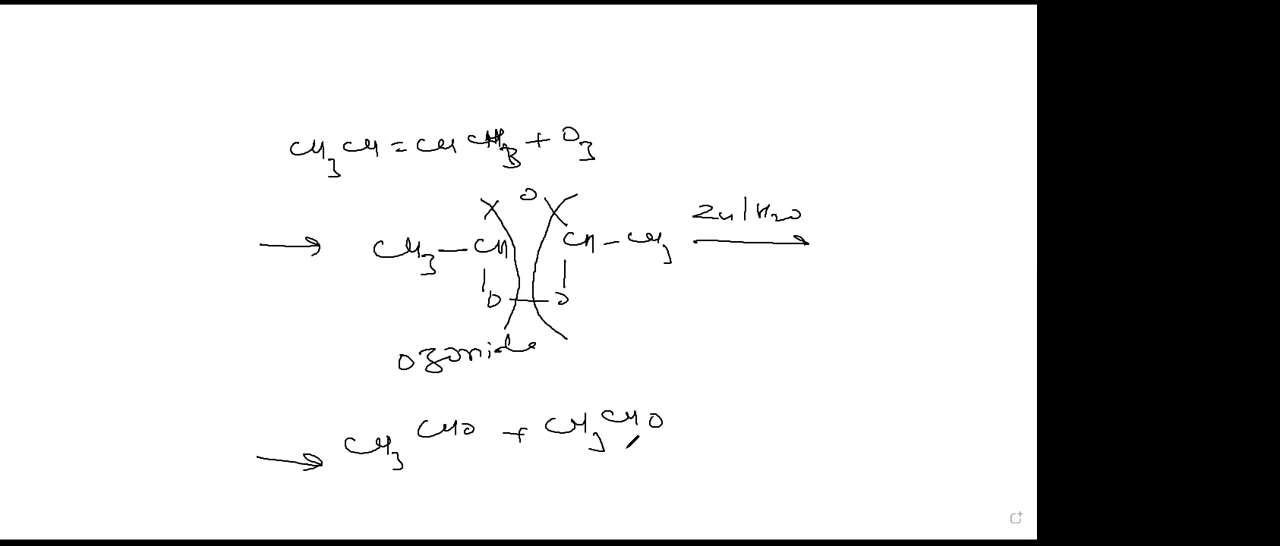 CH3CH=CHCH3 + O3
O
→ CH3—CH CH—CH3 Zn/H2O →
O—O
ozonide
→ CH3CHO + CH3CHO